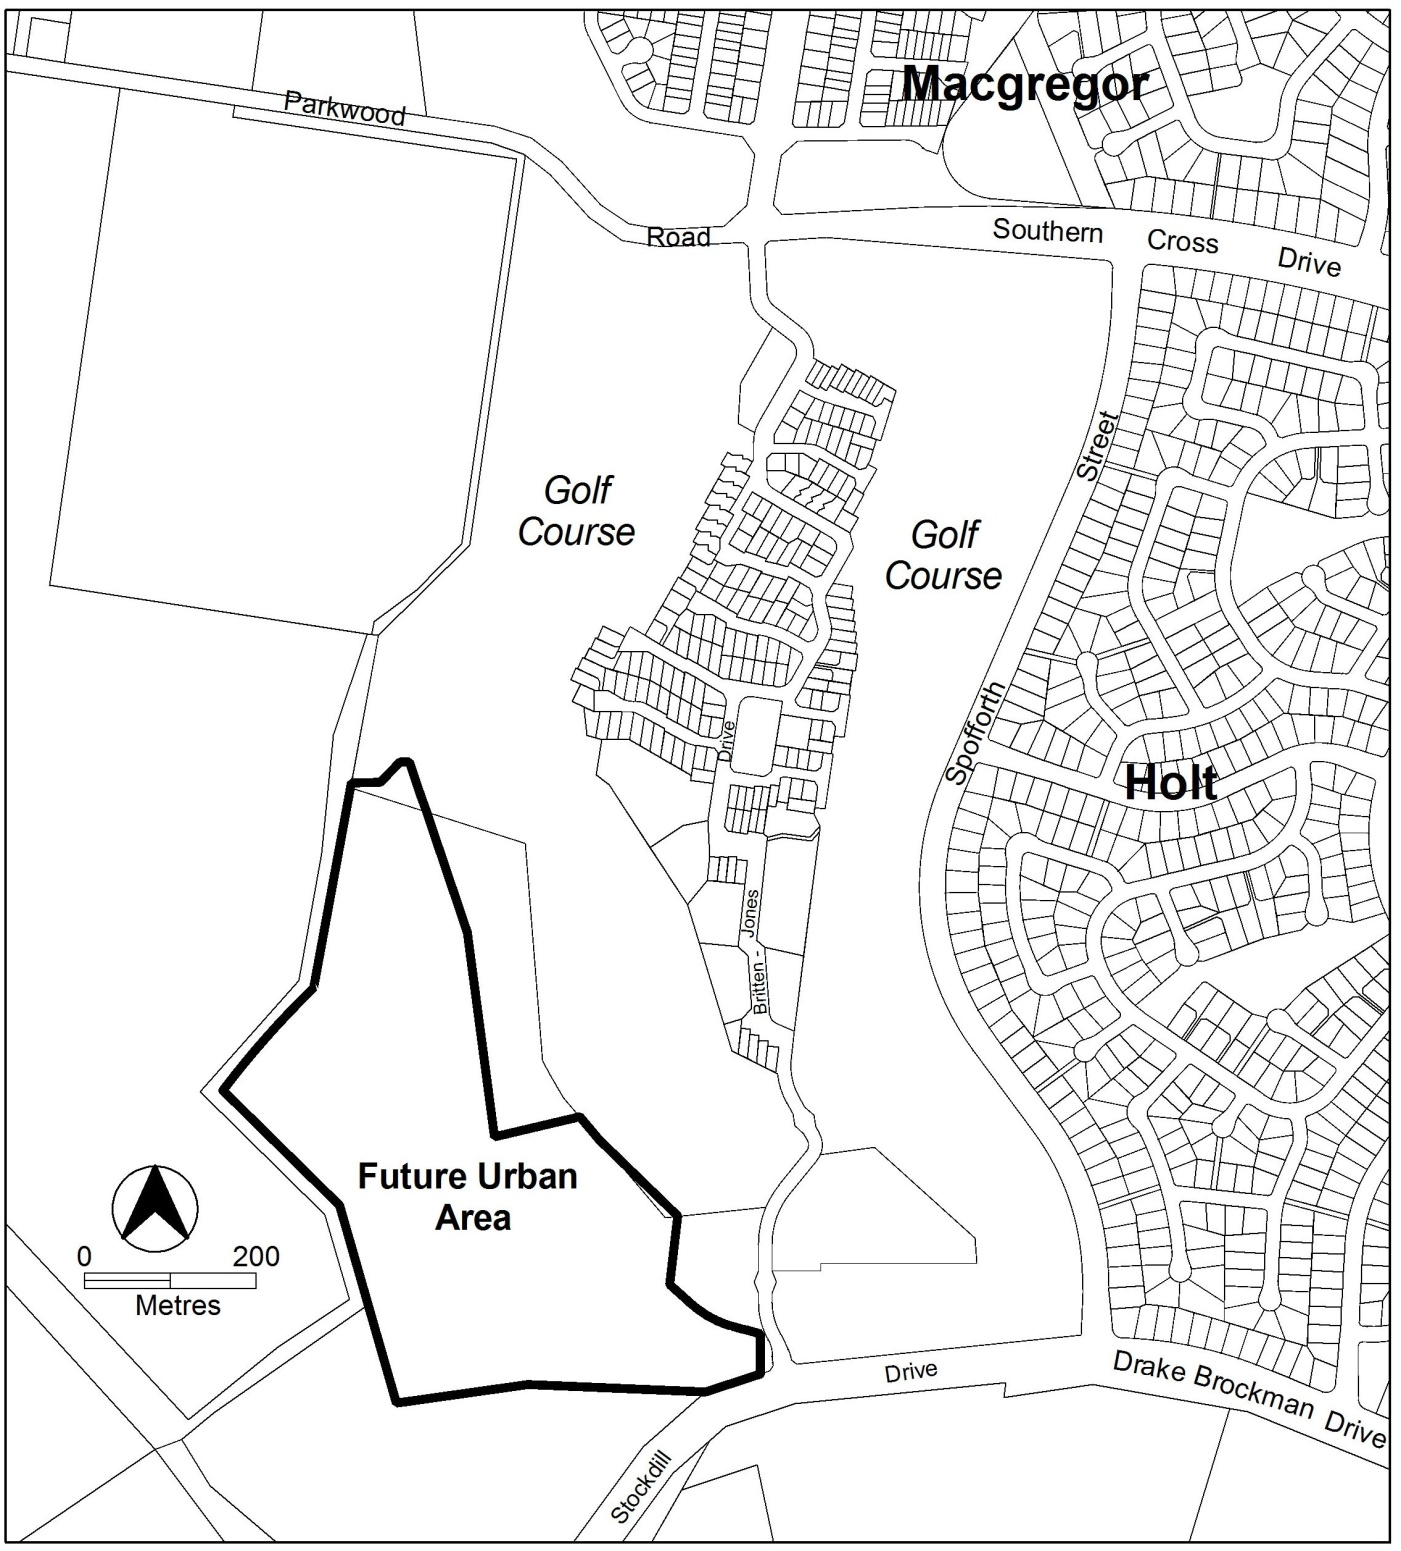 Macgregor
Parkwood
Road
Southern Cross Drive
Street
Golf
Course
Golf
Course
Spofforth
Drive
Holt
Jones
Britten -
Future Urban
Area
0 200
Metres
Drive
Drake Brockman Drive
Stockdill